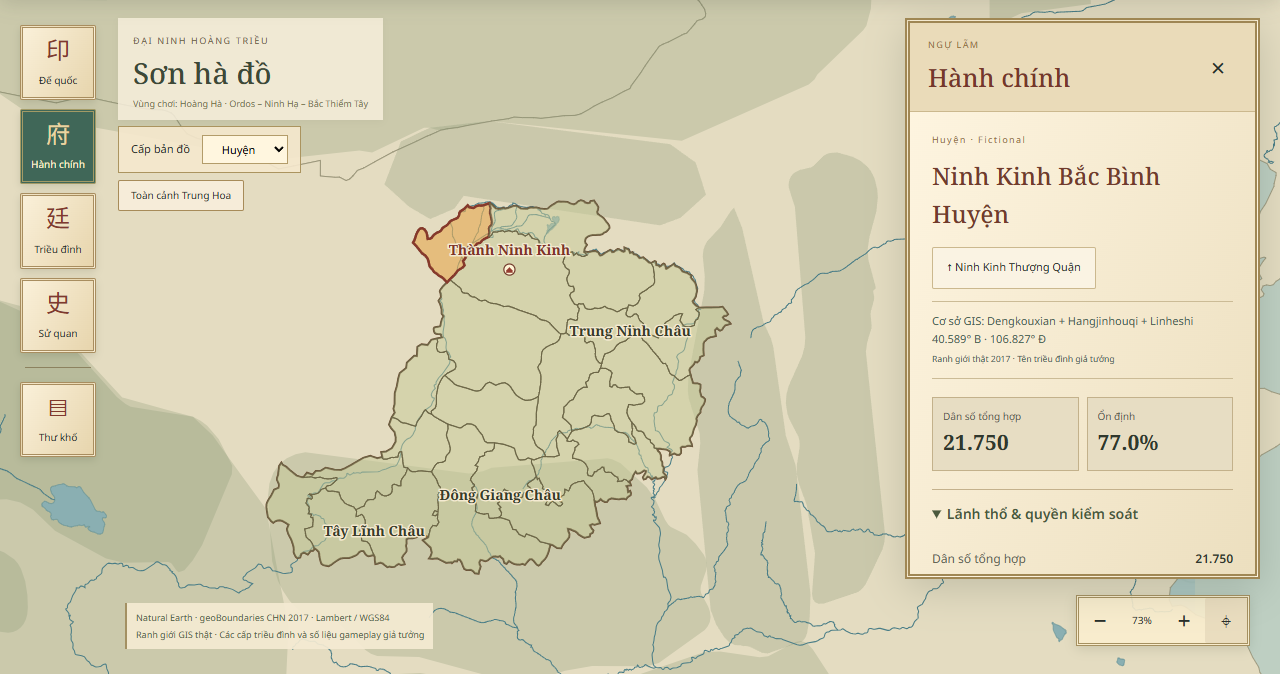 印
Đế quốc
府
Hành chính
廷
Triều đình
史
Sử quan
▤
Thư khố
ĐẠI NINH HOÀNG TRIỀU
Sơn hà đồ
Vùng chơi: Hoàng Hà · Ordos – Ninh Hạ – Bắc Thiểm Tây
Cấp bản đồ
Huyện
Toàn cảnh Trung Hoa
Thành Ninh Kinh
Trung Ninh Châu
Đông Giang Châu
Tây Lĩnh Châu
Natural Earth · geoBoundaries CHN 2017 · Lambert / WGS84
Ranh giới GIS thật · Các cấp triều đình và số liệu gameplay giả tưởng
NGỰ LÃM
Hành chính
×
Huyện · Fictional
Ninh Kinh Bắc Bình
Huyện
↑ Ninh Kinh Thượng Quận
Cơ sở GIS: Dengkouxian + Hangjinhouqi + Linheshi
40.589° B · 106.827° Đ
Ranh giới thật 2017 · Tên triều đình giả tưởng
Dân số tổng hợp
21.750
Ổn định
77.0%
▼ Lãnh thổ & quyền kiểm soát
Dân số tổng hợp 21.750
− 73% + ⌖